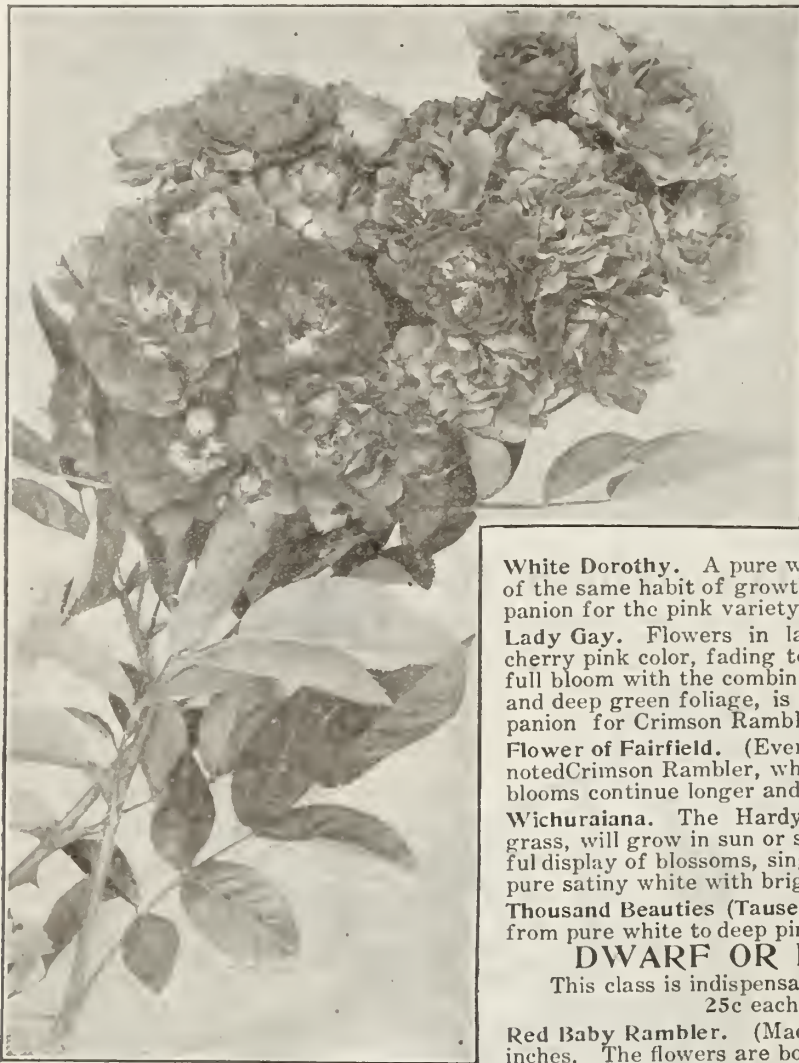 White Dorothy. A pure w
of the same habit of growt
panion for the pink variety
Lady Gay. Flowers in la
cherry pink color, fading t
full bloom with the combin
and deep green foliage, is
panion for Crimson Rambl
Flower of Fairfield. (Ever
notedCrimson Rambler, wh
blooms continue longer and
Wichuraiana. The Hardy
grass, will grow in sun or s
ful display of blossoms, sin
pure satiny white with brig
Thousand Beauties (Tause
from pure white to deep pin
DWARF OR
This class is indispensa
25c each
Red Baby Rambler. (Mad
inches. The flowers are bo